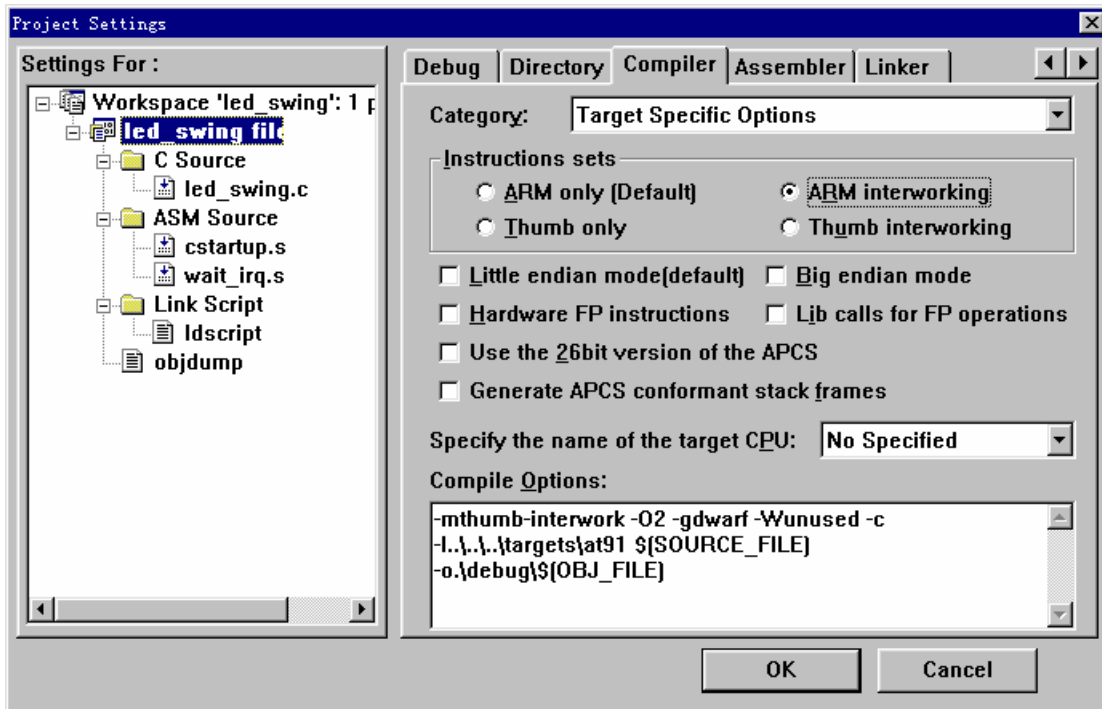 Project Settings
Settings For :
Workspace 'led_swing': 1 p
led_swing file
C Source
led_swing.c
ASM Source
cstartup.s
wait_irq.s
Link Script
ldscript
objdump
Debug Directory Compiler Assembler Linker
Category: Target Specific Options
Instructions sets
ARM only (Default) ARM interworking
Thumb only Thumb interworking
Little endian mode(default) Big endian mode
Hardware FP instructions Lib calls for FP operations
Use the 26bit version of the APCS
Generate APCS conformant stack frames
Specify the name of the target CPU: No Specified
Compile Options:
-mthumb-interwork -O2 -gdwarf -Wunused -c
-I..\..\..\targets\at91 $(SOURCE_FILE)
-o.\debug\$(OBJ_FILE)
OK Cancel